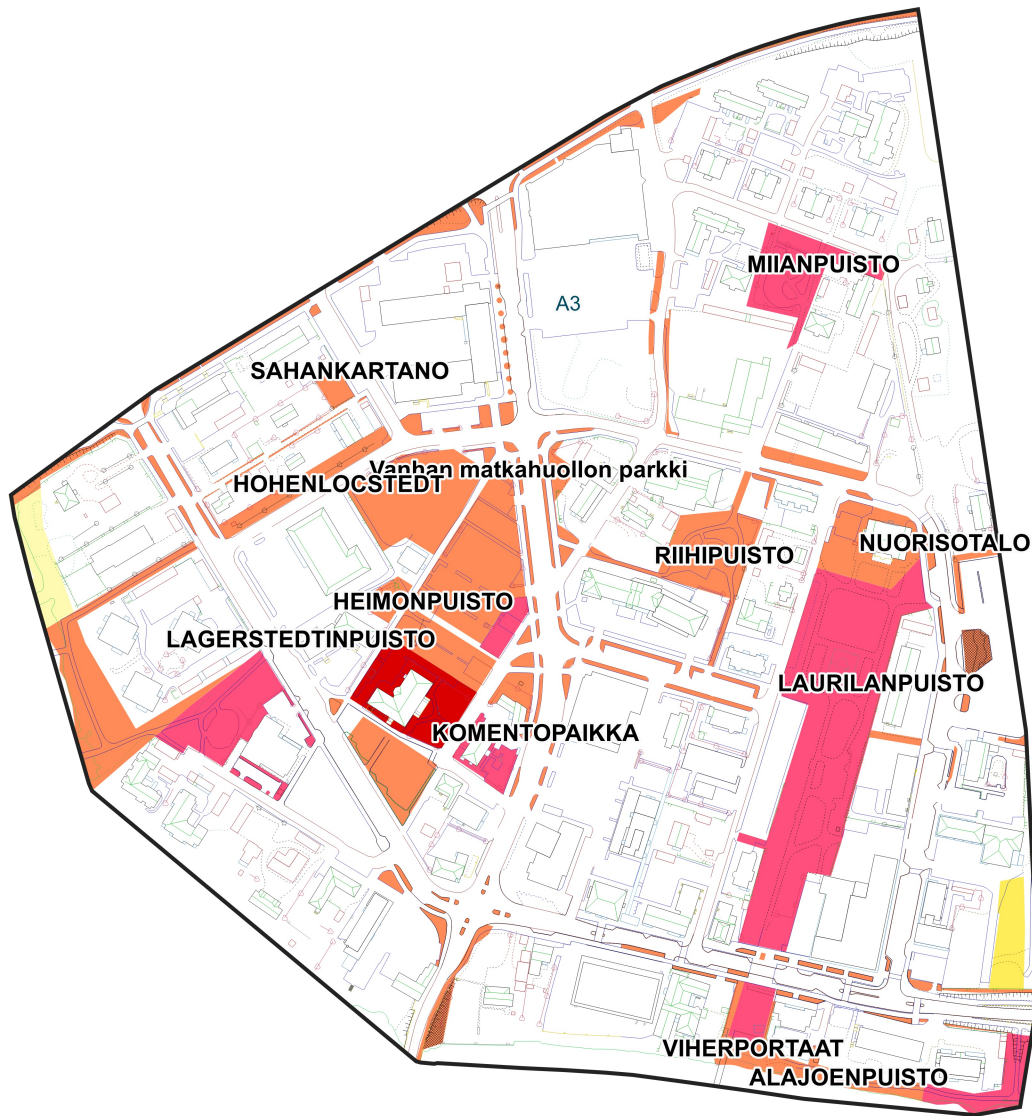 MIIANPUISTO
A3
SAHANKARTANO
Vanhan matkahuollon parkki
HOHENLOCSTEDT
NUORISOTALO
RIIHIPUISTO
HEIMONPUISTO
LAGERSTEDTINPUISTO
LAURILANPUISTO
KOMENTOPAIKKA
VIHERPORTAAT
ALAJOENPUISTO